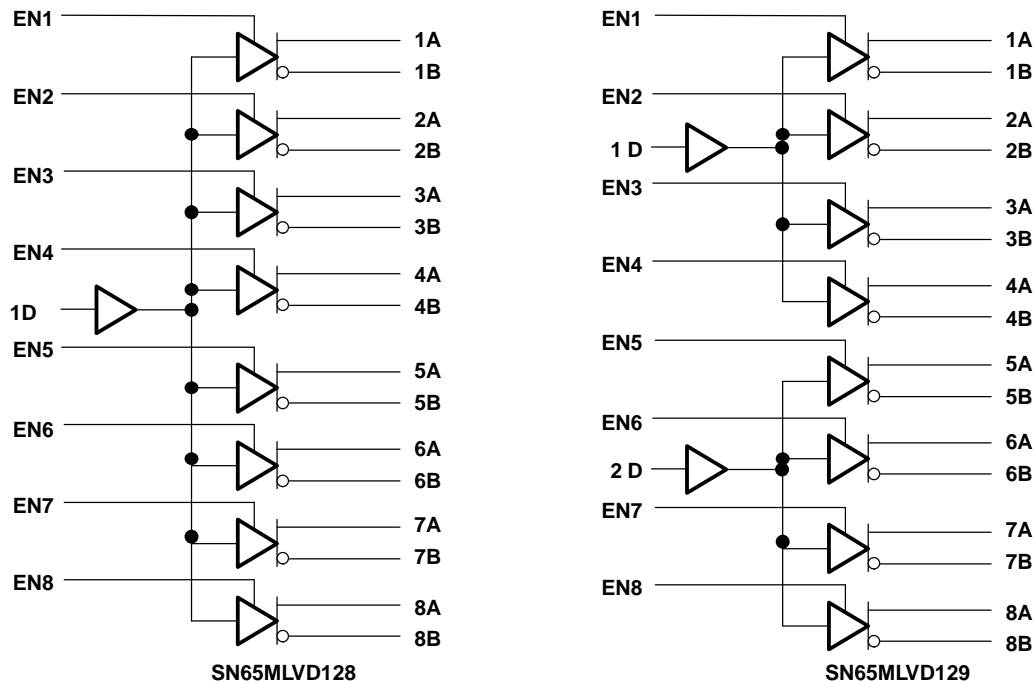 EN1
1A
1B
EN2
2A
2B
EN3
3A
3B
EN4
4A
4B
1D
EN5
5A
5B
EN6
6A
6B
EN7
7A
7B
EN8
8A
8B
SN65MLVD128
EN1
1A
1B
EN2
2A
1 D
2B
EN3
3A
3B
EN4
4A
4B
EN5
5A
5B
EN6
6A
2 D
6B
EN7
7A
7B
EN8
8A
8B
SN65MLVD129